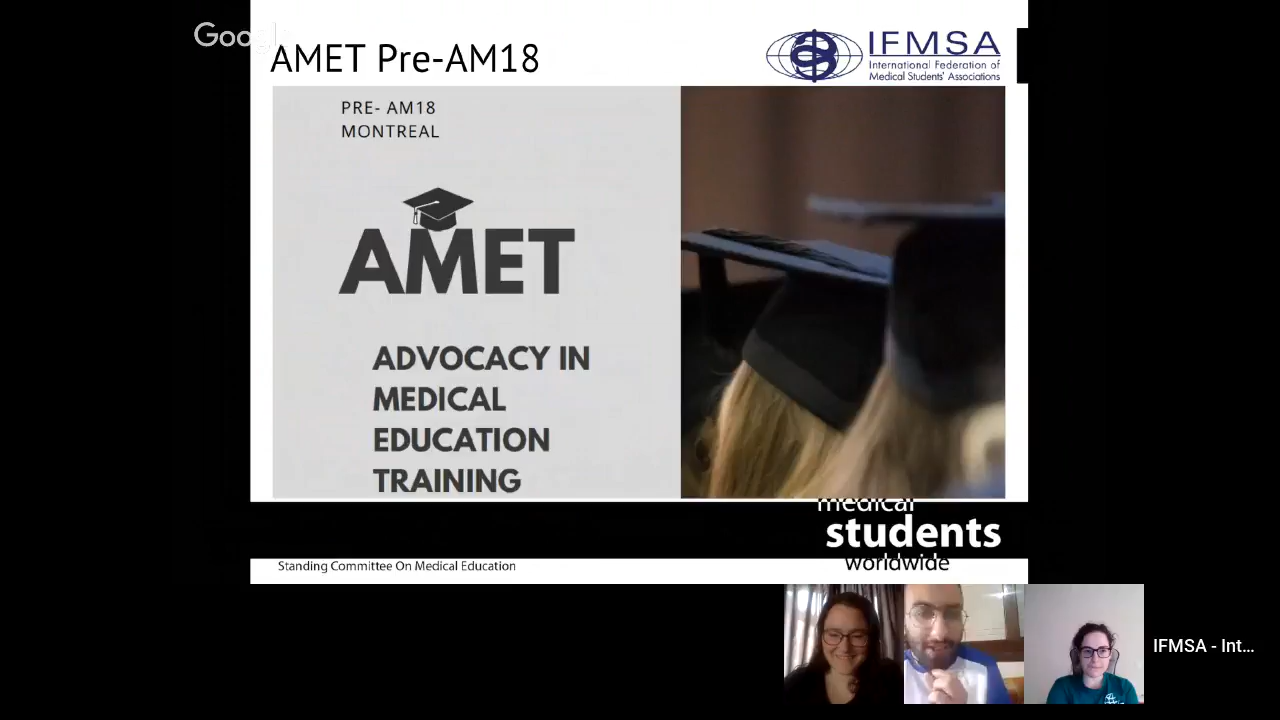 Google
AMET Pre-AM18
IFMSA
International Federation of
Medical Students' Associations
PRE- AM18
MONTREAL
AMET
ADVOCACY IN
MEDICAL
EDUCATION
TRAINING
medical
students
worldwide
Standing Committee On Medical Education
IFMSA - Int...